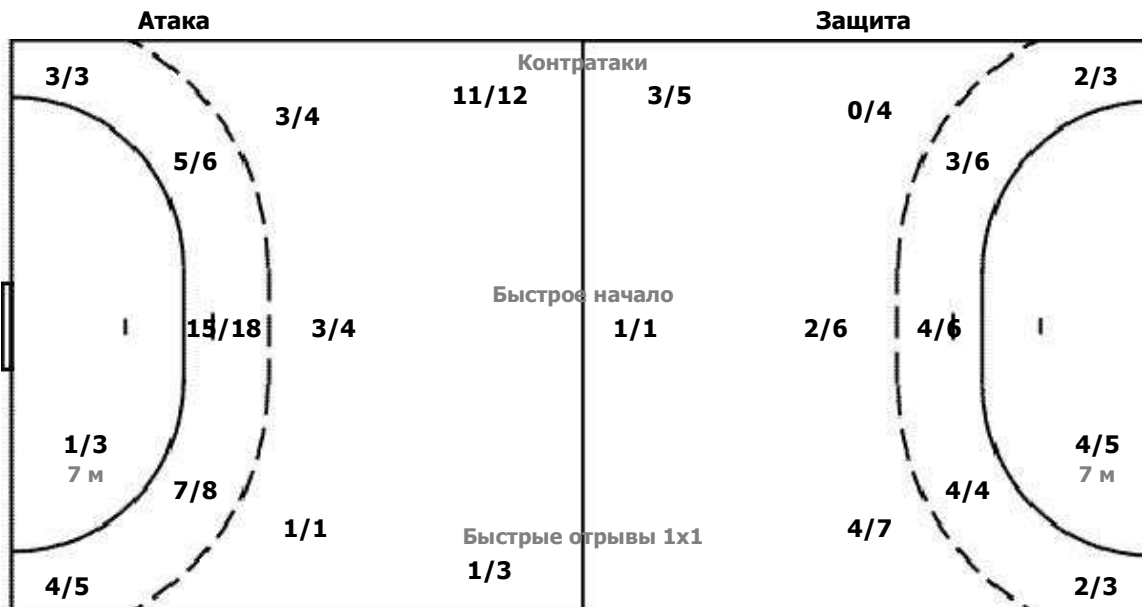 Атака Защита
Контратаки
3/3 2/3
11/12 3/5
3/4 0/4
5/6 3/6
Быстрое начало
15/18 3/4 1/1 2/6 4/6
1/3 4/5
7 м 7 м
7/8 4/4
1/1 4/7
Быстрые отрывы 1x1
1/3
4/5 2/3